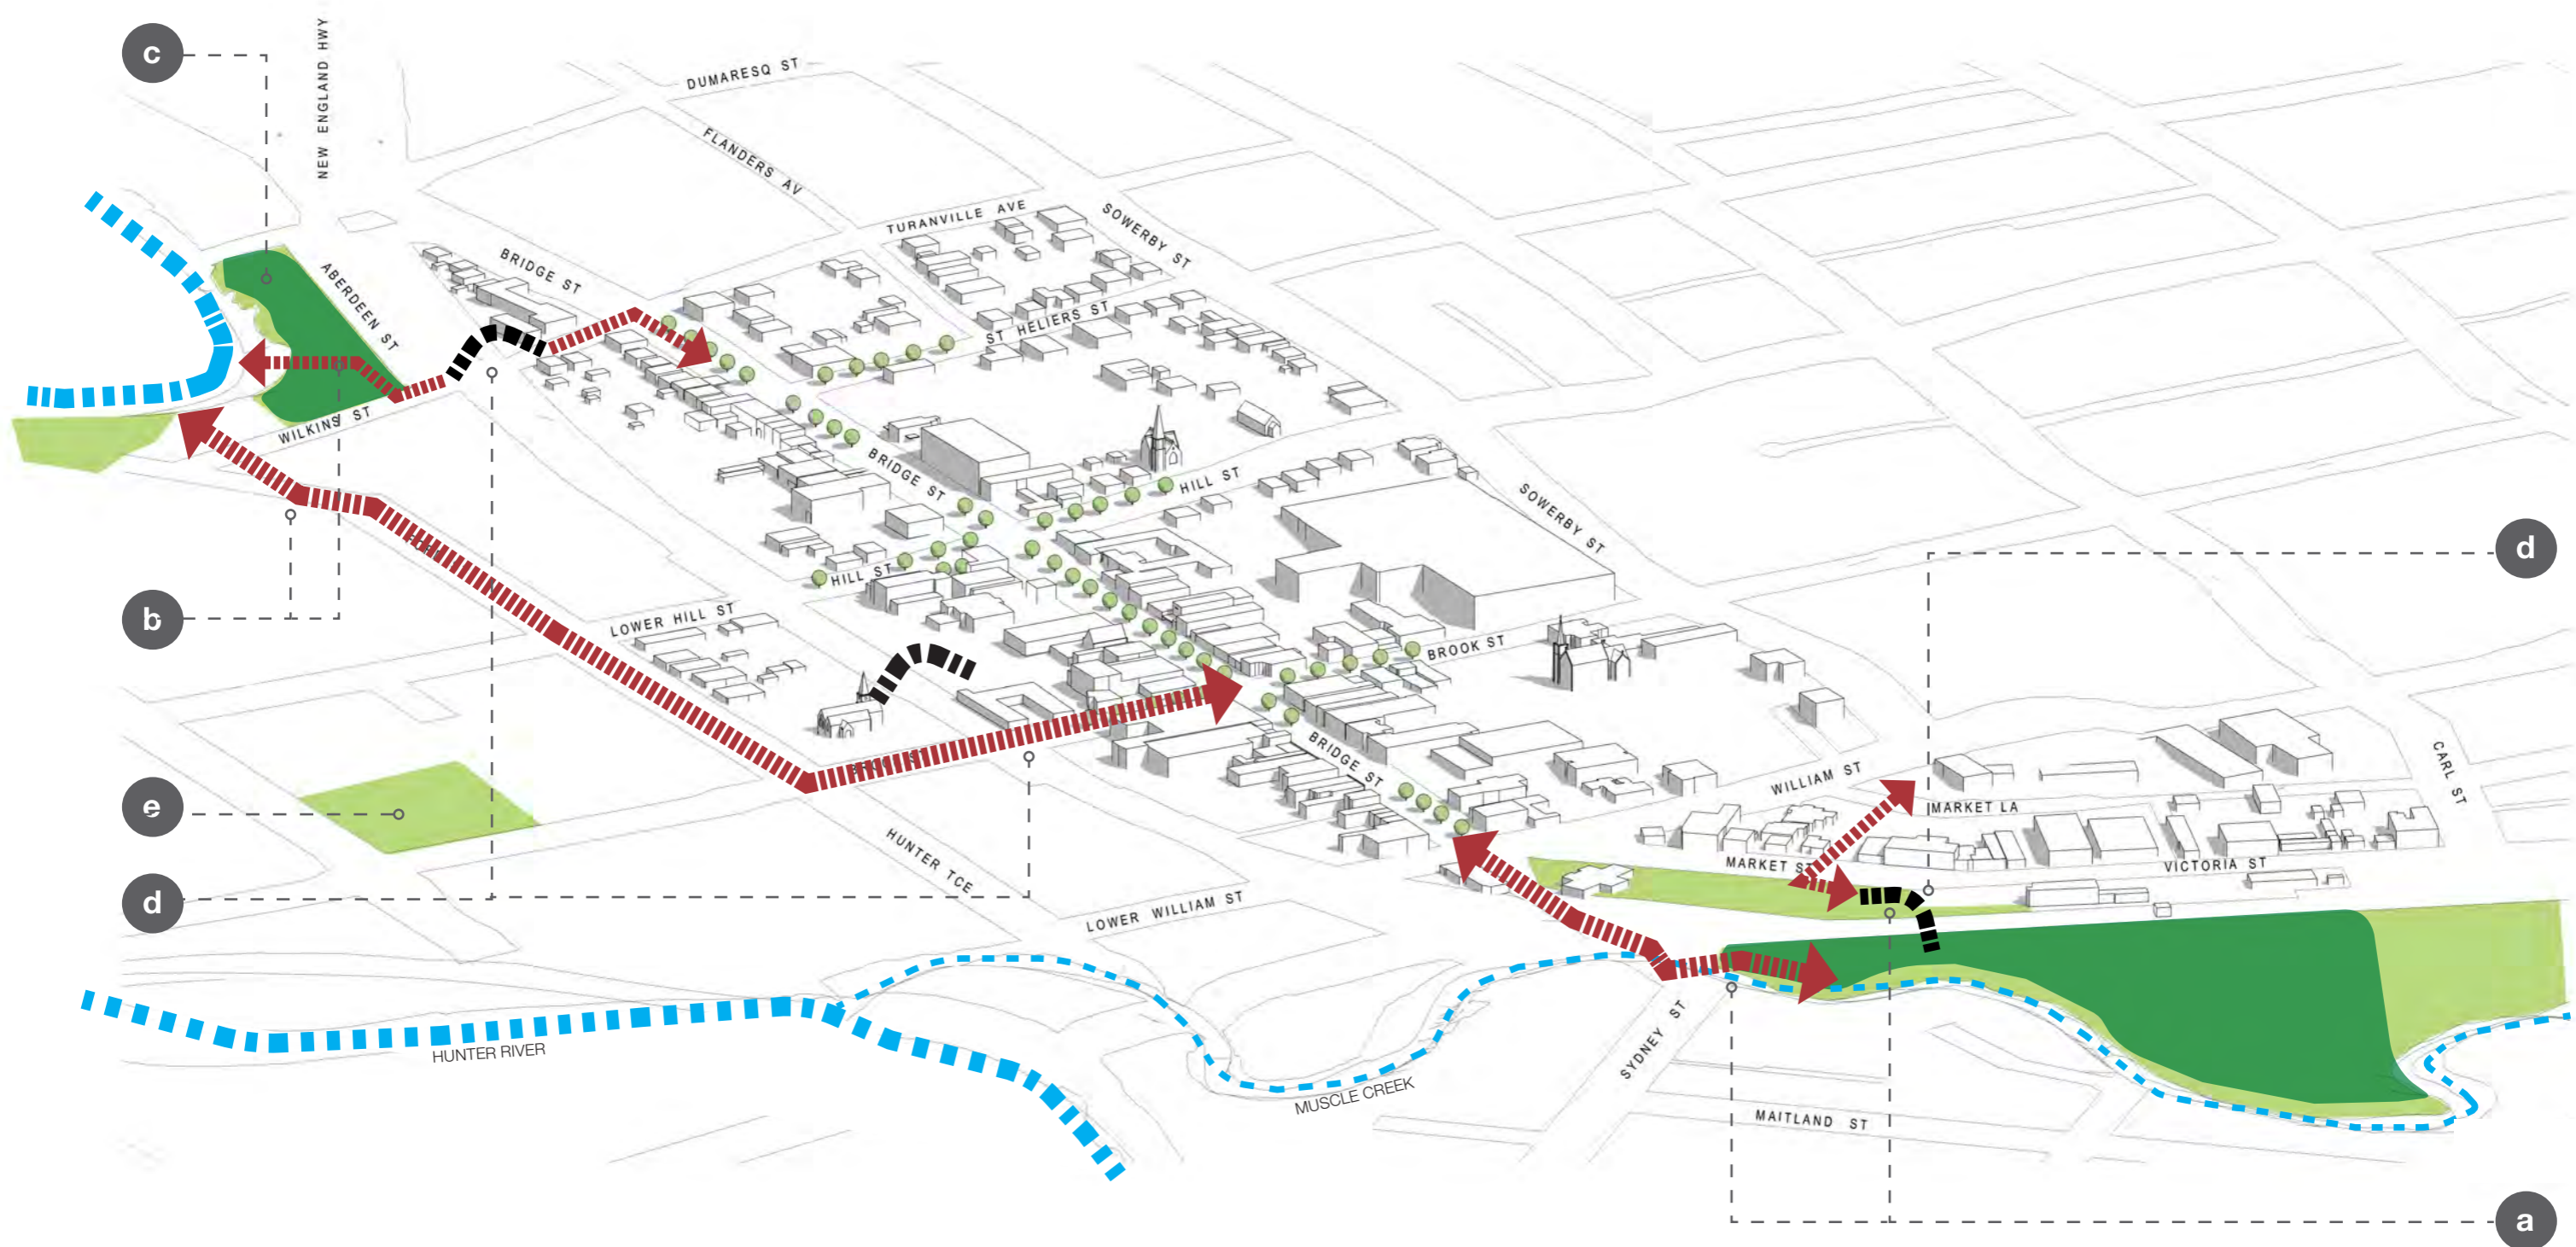 c
NEW ENGLAND HWY
DUMARESQ ST
FLANDERS AV
TURANVILLE AVE
SOWERBY ST
BRIDGE ST
ABERDEEN ST
ST HELIERS ST
WILKINS ST
BRIDGE ST
HILL ST
SOWERBY ST
d
HILL ST
b
LOWER HILL ST
BROOK ST
BRIDGE ST
WILLIAM ST
CARL ST
MARKET LA
e
HUNTER TCE
MARKET ST
VICTORIA ST
d
LOWER WILLIAM ST
HUNTER RIVER
SYDNEY ST
MUSCLE CREEK
MAITLAND ST
a